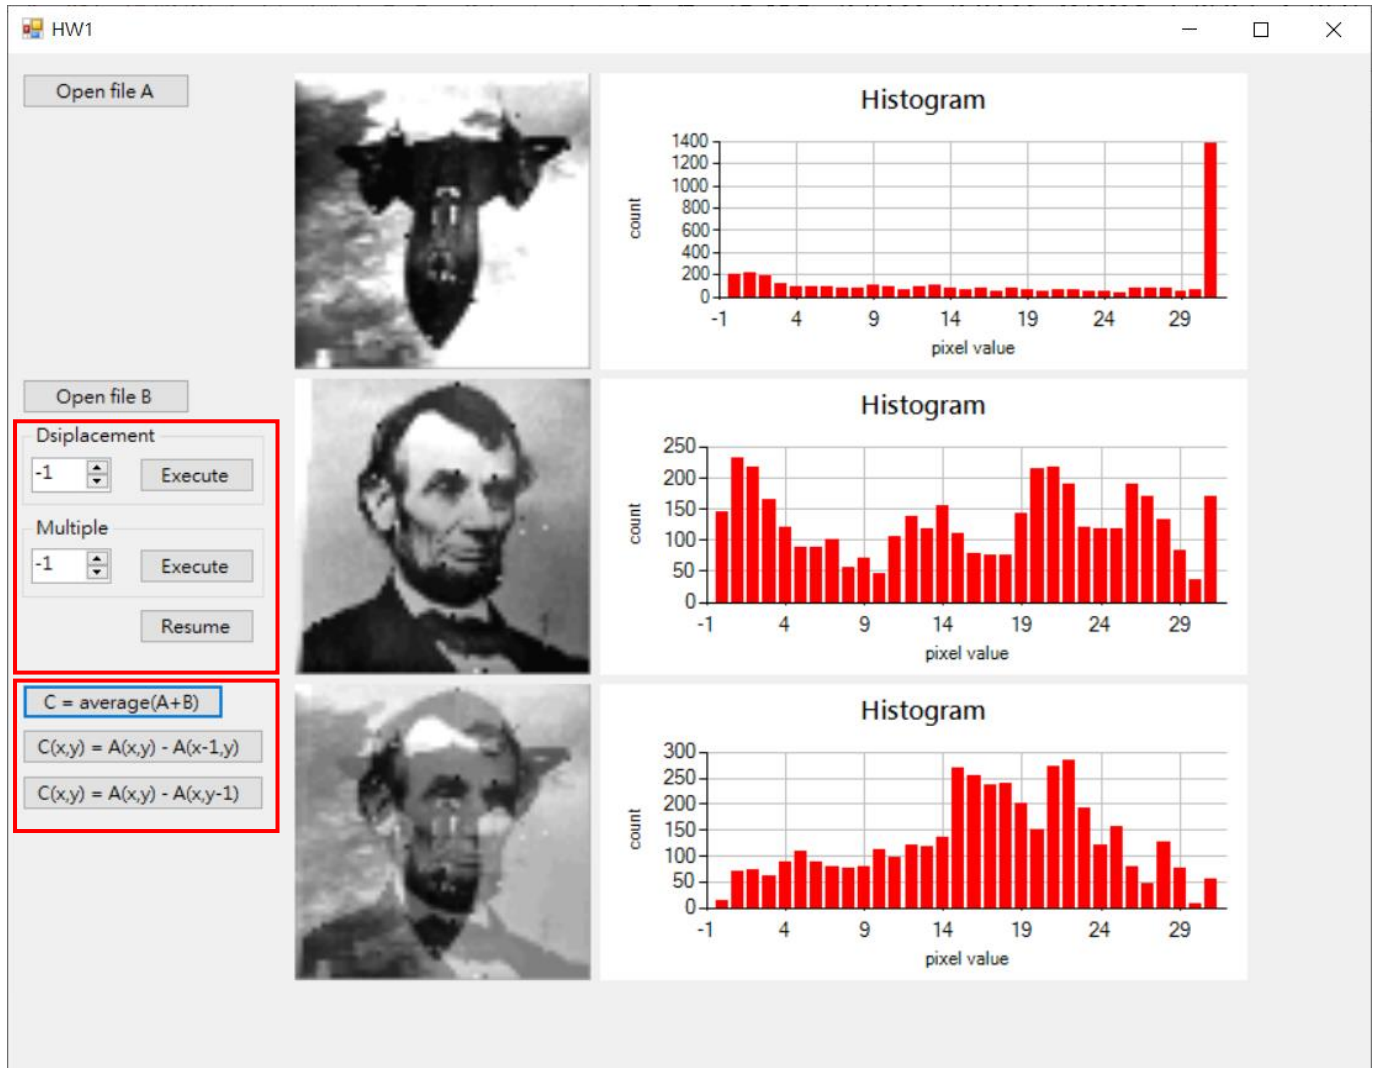 HW1
Open file A
Histogram
1400
1200
1000
800
600
400
200
0
count
-1 4 9 14 19 24 29
pixel value
Open file B
Dsiplacement
-1 Execute
Multiple
-1 Execute
Resume
Histogram
250
200
150
100
50
0
count
-1 4 9 14 19 24 29
pixel value
C = average(A+B)
C(x,y) = A(x,y) - A(x-1,y)
C(x,y) = A(x,y) - A(x,y-1)
Histogram
300
250
200
150
100
50
0
count
-1 4 9 14 19 24 29
pixel value